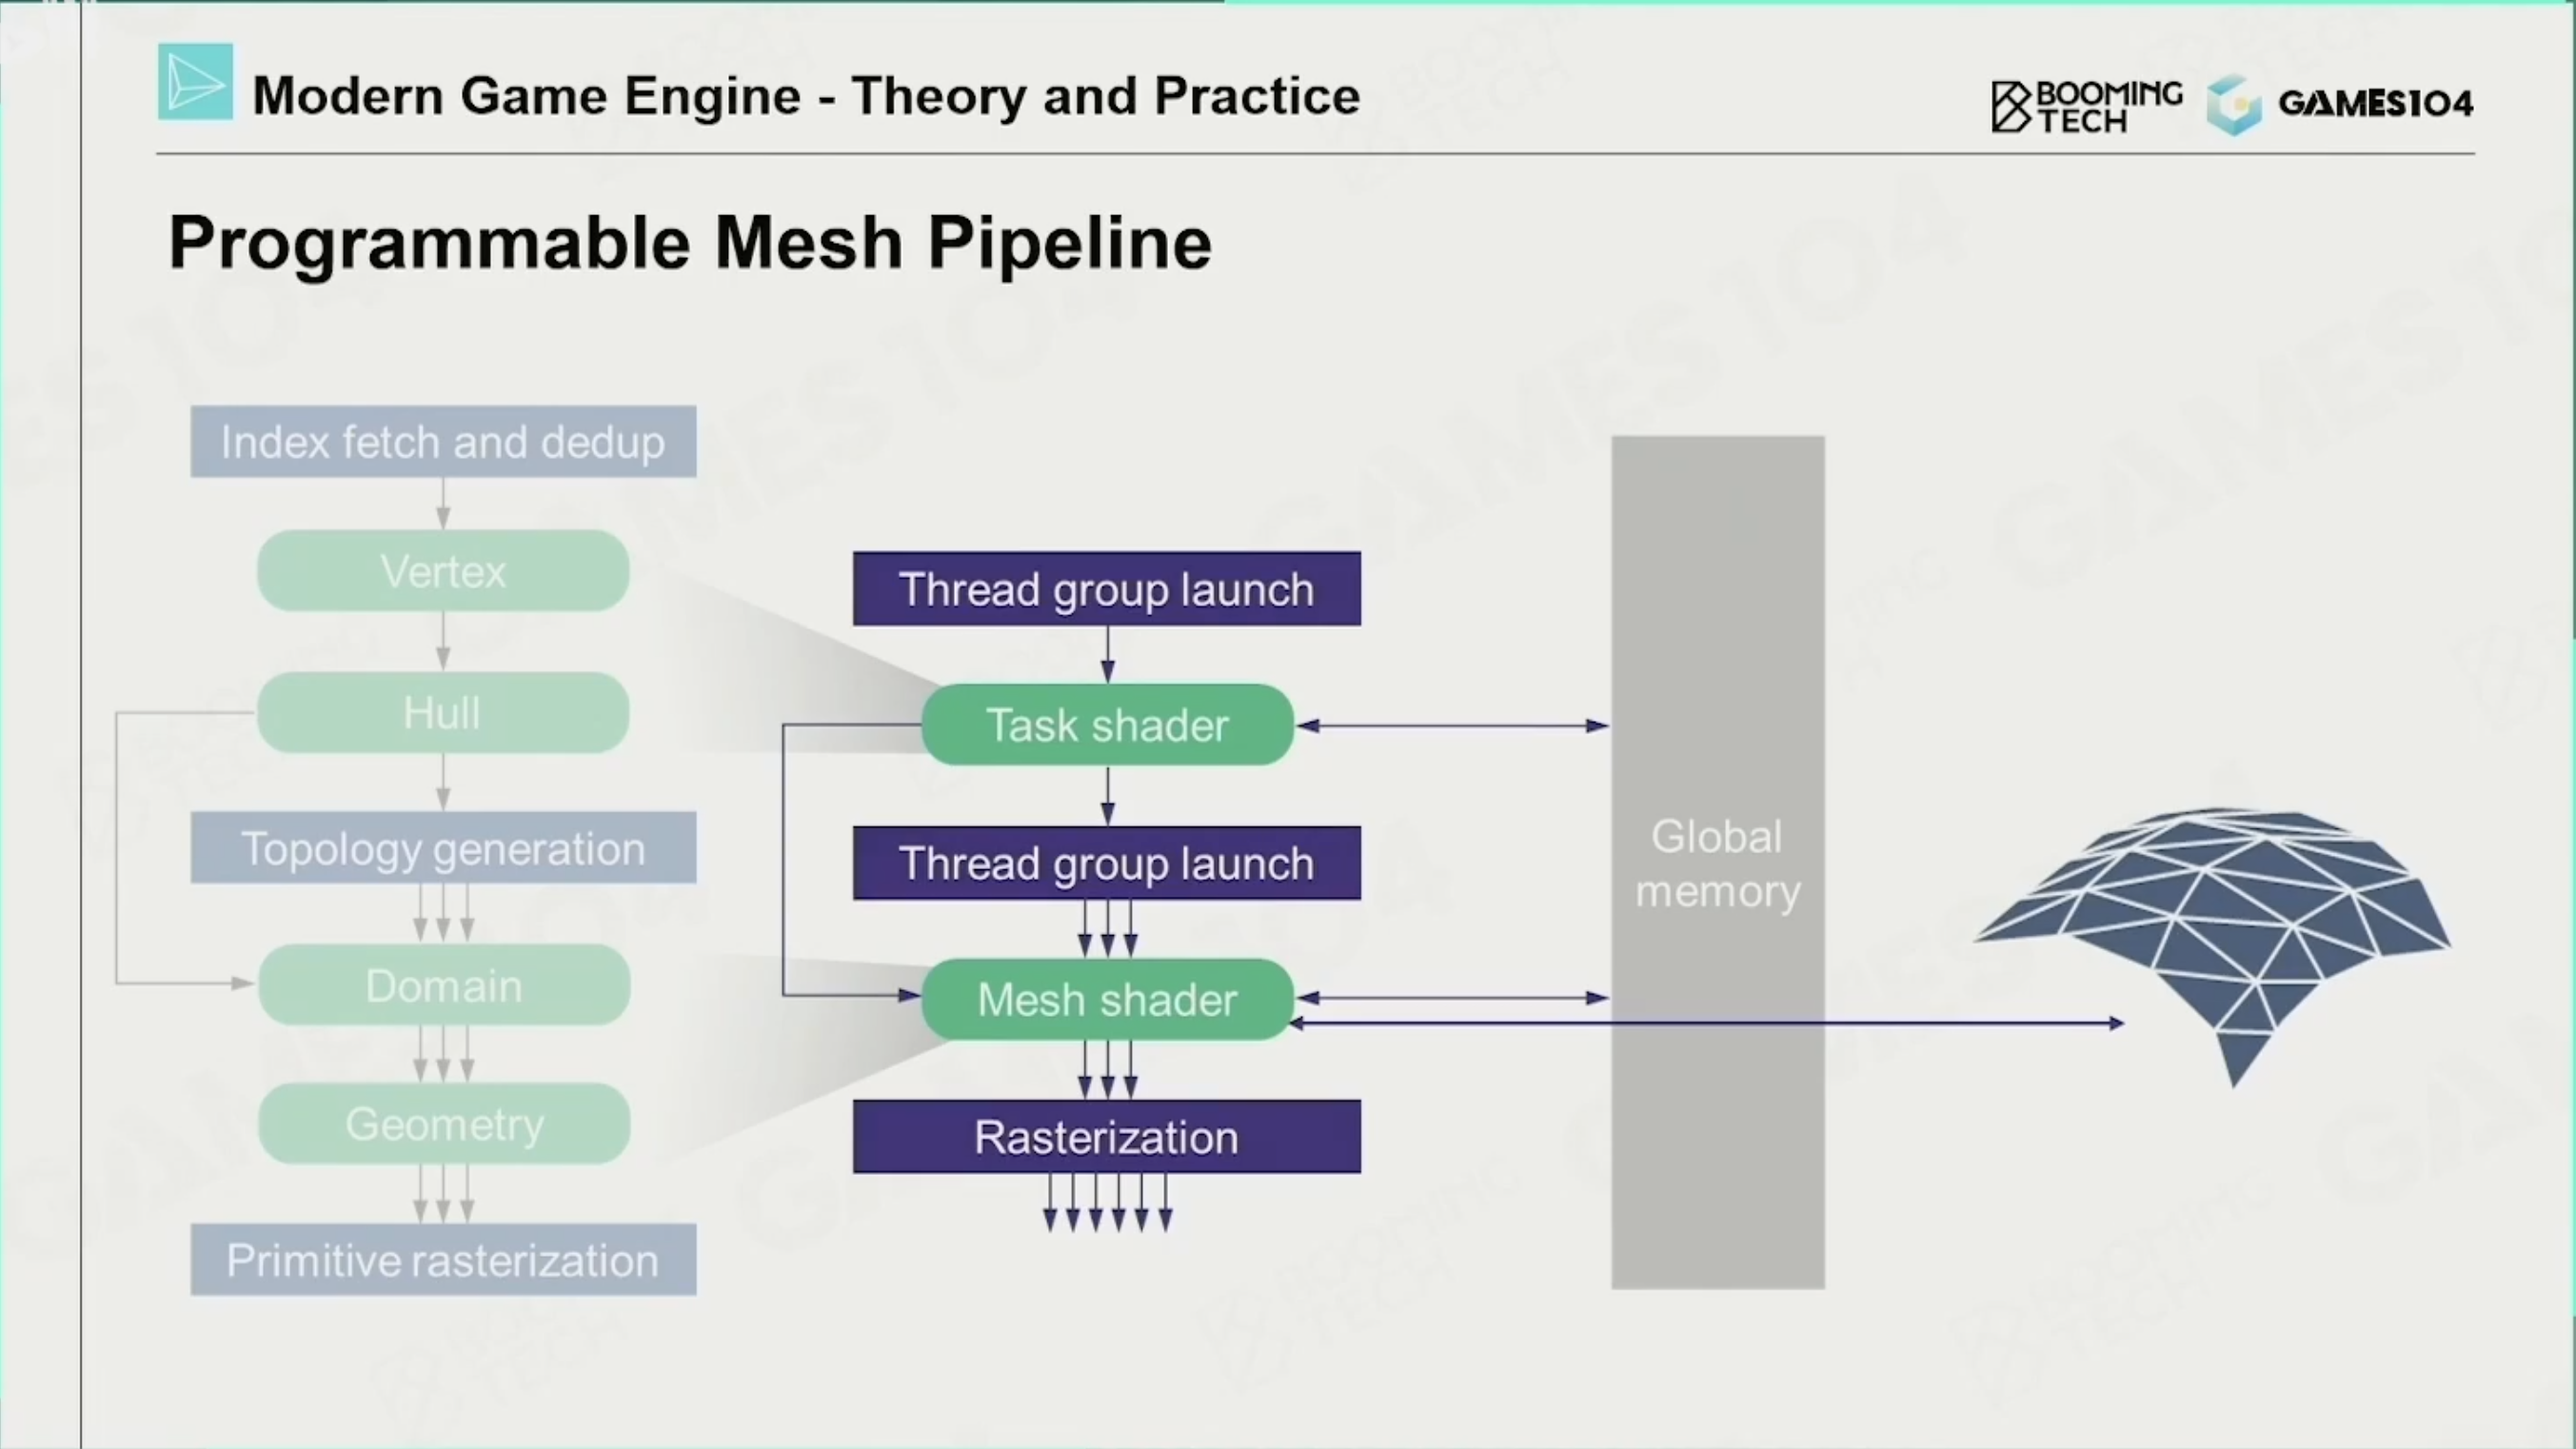 Modern Game Engine - Theory and Practice
BOOMING
TECH
GAMES104
Programmable Mesh Pipeline
Index fetch and dedup
Vertex
Hull
Topology generation
Domain
Geometry
Primitive rasterization
Thread group launch
Task shader
Thread group launch
Mesh shader
Rasterization
Global
memory